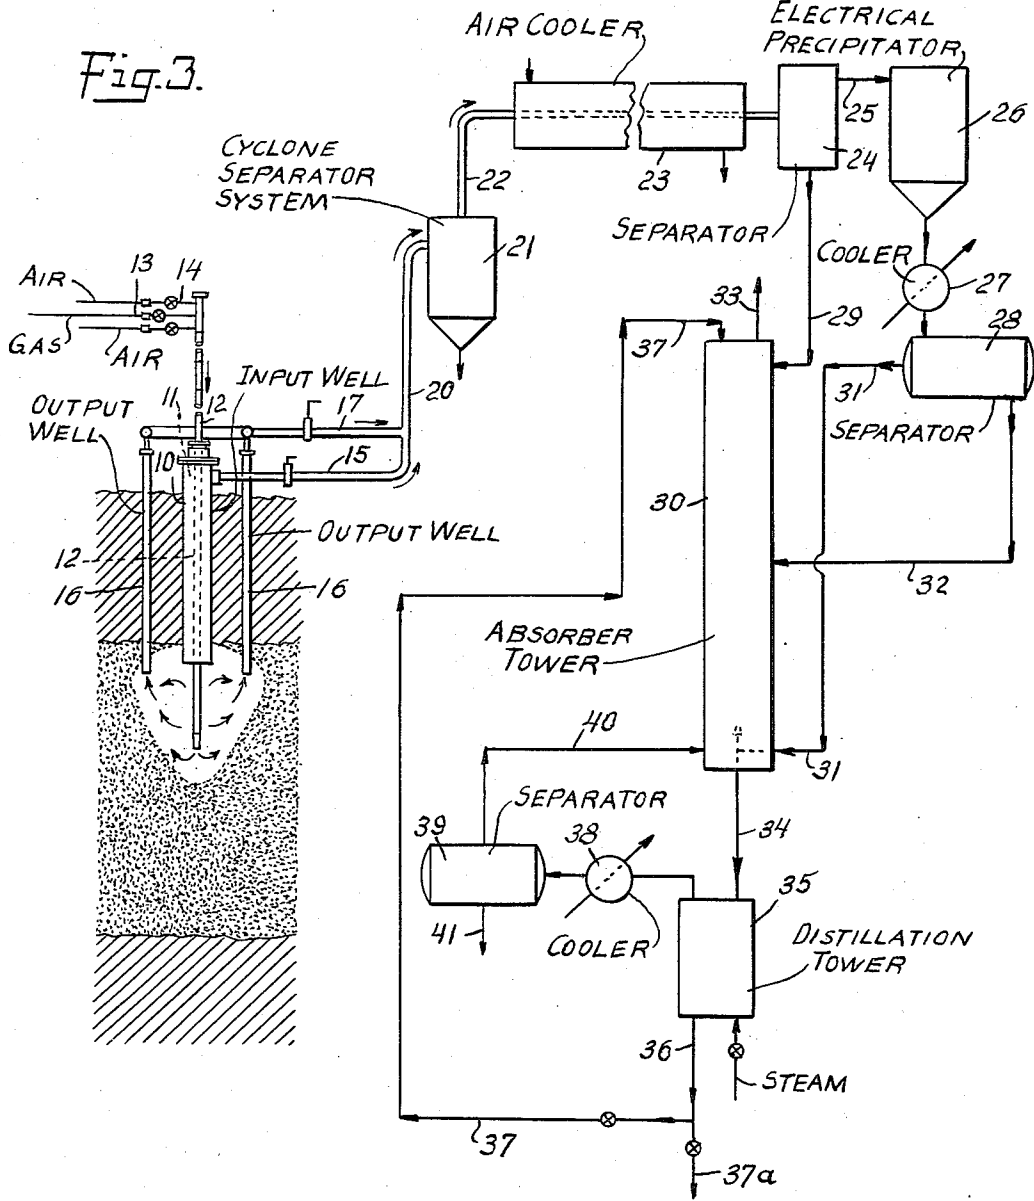 Fig. 3.
AIR COOLER
ELECTRICAL
PRECIPITATOR
25
26
24
23
22
CYCLONE
SEPARATOR
SYSTEM
21
SEPARATOR
COOLER
27
13
14
AIR
GAS
AIR
33
29
28
37
31
INPUT WELL
20
OUTPUT
WELL
11
12
17
SEPARATOR
15
10
30
OUTPUT WELL
12
32
16
16
ABSORBER
TOWER
40
31
SEPARATOR
34
39
38
35
41
COOLER
DISTILLATION
TOWER
36
STEAM
37
37a